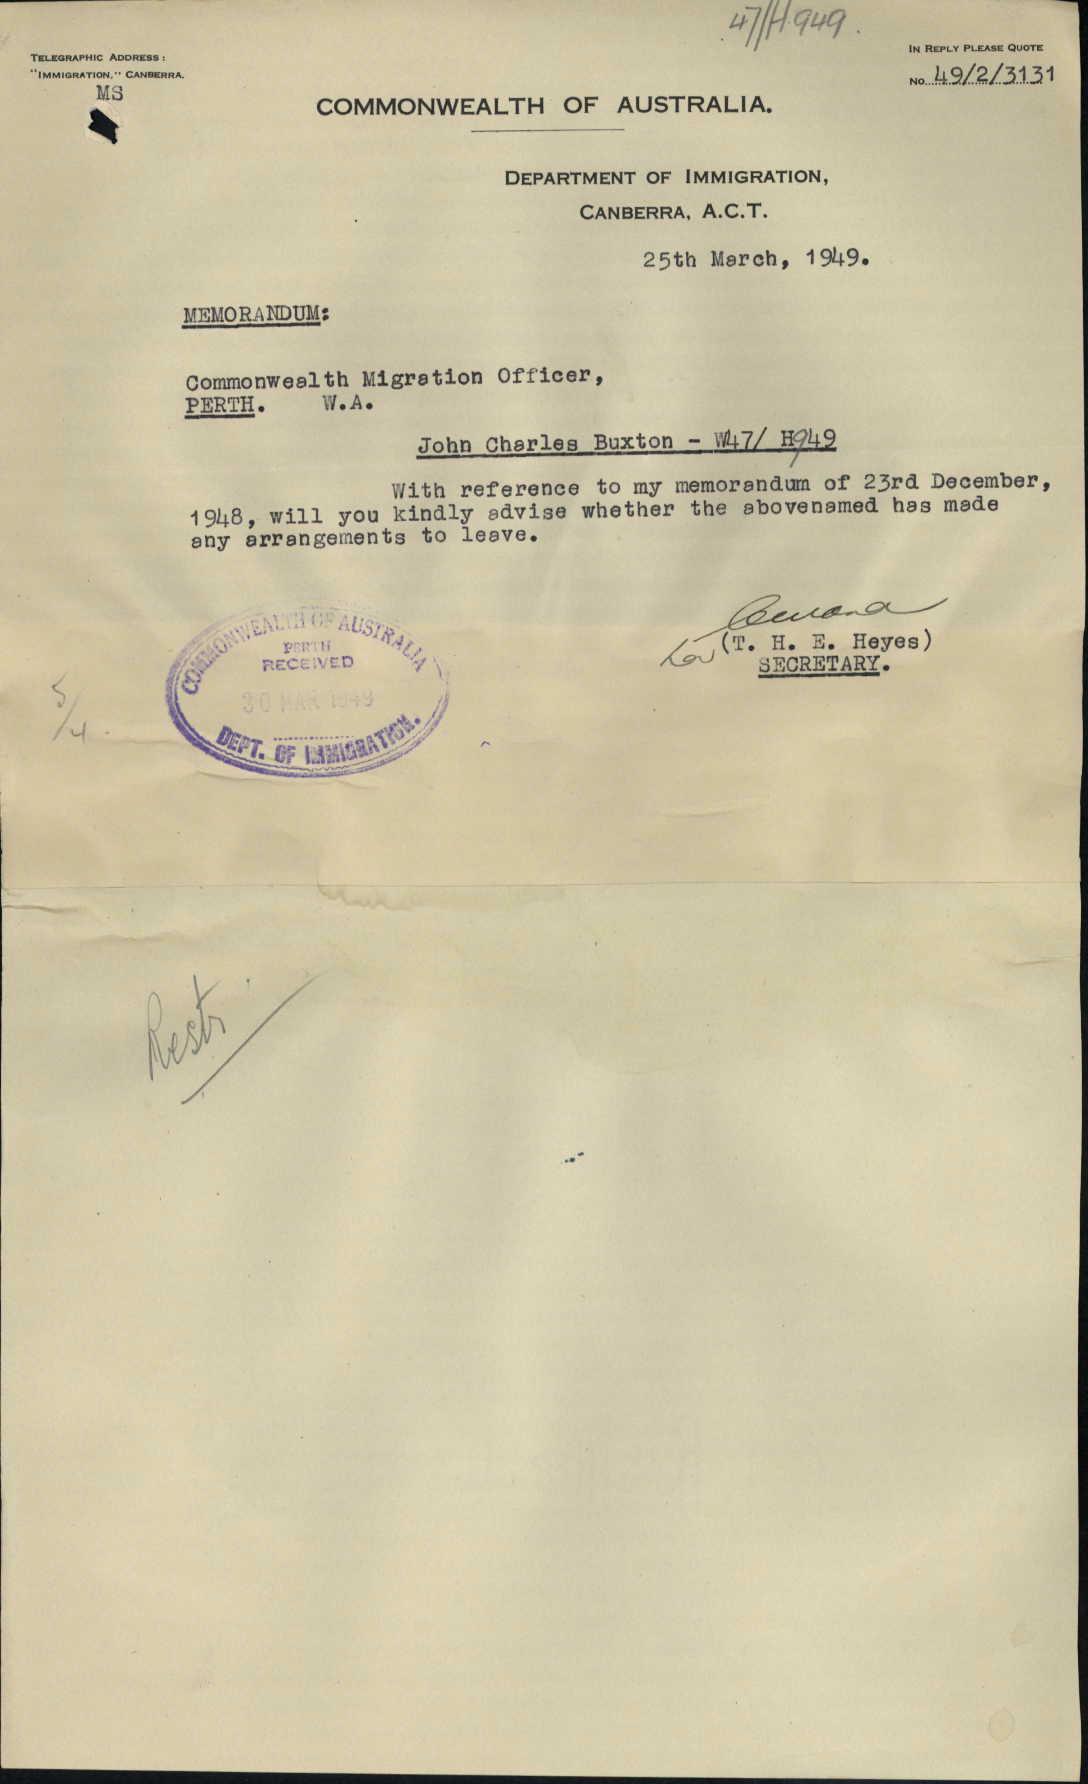 47/H949.
TELEGRAPHIC ADDRESS:
"IMMIGRATION," CANBERRA.
MS
IN REPLY PLEASE QUOTE
No. 49/2/3131
COMMONWEALTH OF AUSTRALIA.
DEPARTMENT OF IMMIGRATION,
CANBERRA, A.C.T.
25th March, 1949.
MEMORANDUM:
Commonwealth Migration Officer,
PERTH. W.A.
John Charles Buxton - W47/ H949
With reference to my memorandum of 23rd December,
1948, will you kindly advise whether the abovenamed has made
any arrangements to leave.
(T. H. E. Heyes)
SECRETARY.
COMMONWEALTH OF AUSTRALIA
PERTH
RECEIVED
30 MAR 1949
DEPT. OF IMMIGRATION.
5/4.